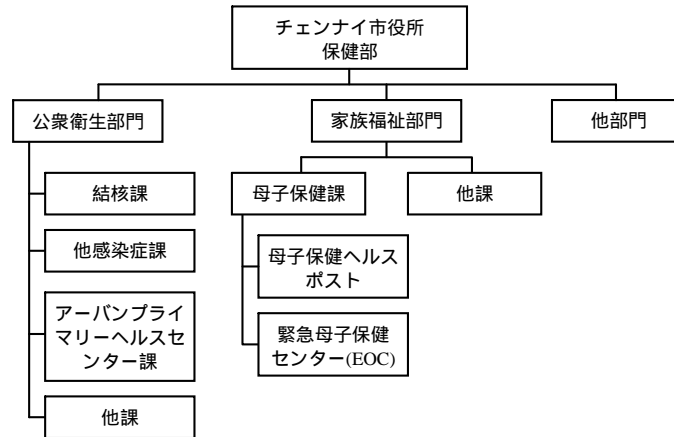 チェンナイ市役所
保健部
公衆衛生部門
家族福祉部門
他部門
結核課
他感染症課
アーバンプライ
マリーヘルスセ
ンター課
他課
母子保健課
他課
母子保健ヘルス
ポスト
緊急母子保健
センター(EOC)